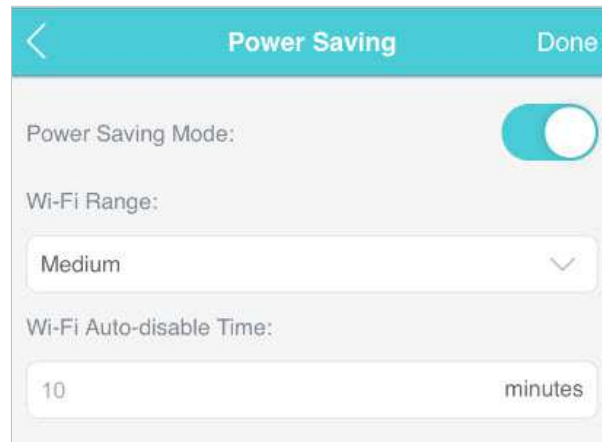 Power Saving Done
Power Saving Mode:
Wi-Fi Range:
Medium
Wi-Fi Auto-disable Time:
10 minutes